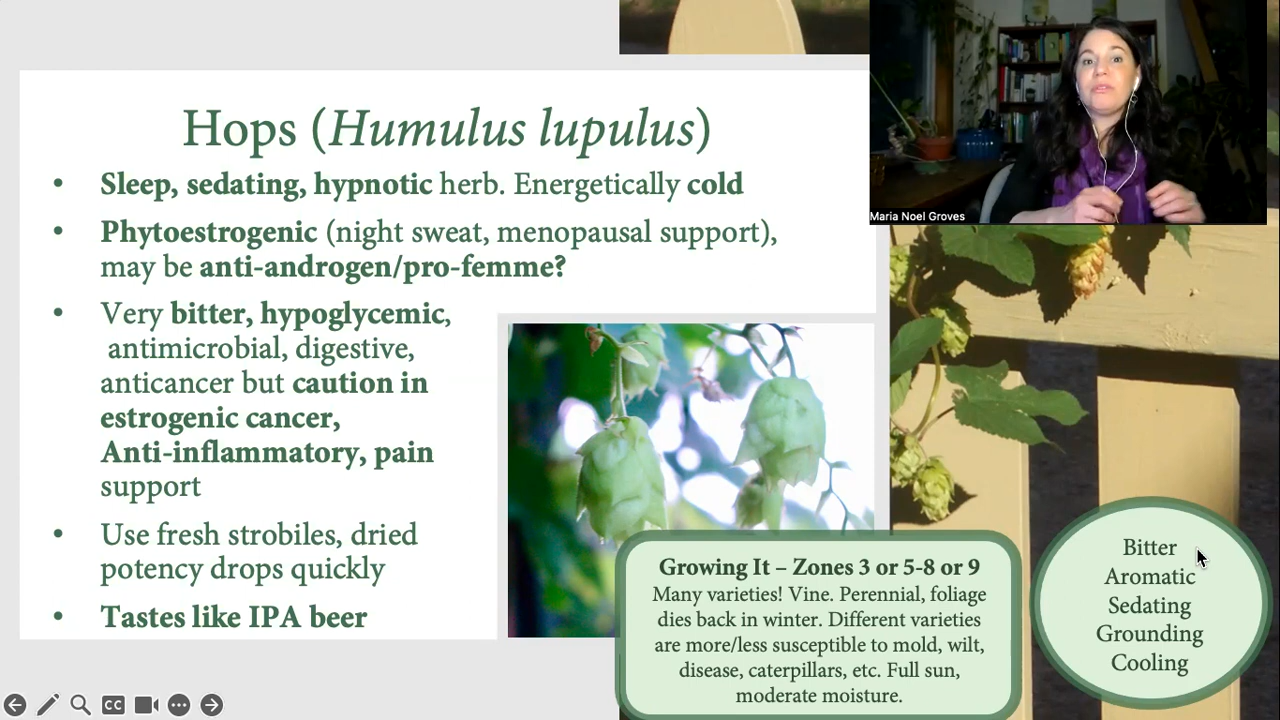 Hops (Humulus lupulus)
• Sleep, sedating, hypnotic herb. Energetically cold
• Phytoestrogenic (night sweat, menopausal support),
may be anti-androgen/pro-femme?
• Very bitter, hypoglycemic,
antimicrobial, digestive,
anticancer but caution in
estrogenic cancer,
Anti-inflammatory, pain
support
• Use fresh strobiles, dried
potency drops quickly
• Tastes like IPA beer
Maria Noel Groves
Growing It – Zones 3 or 5-8 or 9
Many varieties! Vine. Perennial, foliage
dies back in winter. Different varieties
are more/less susceptible to mold, wilt,
disease, caterpillars, etc. Full sun,
moderate moisture.
Bitter
Aromatic
Sedating
Grounding
Cooling
CC